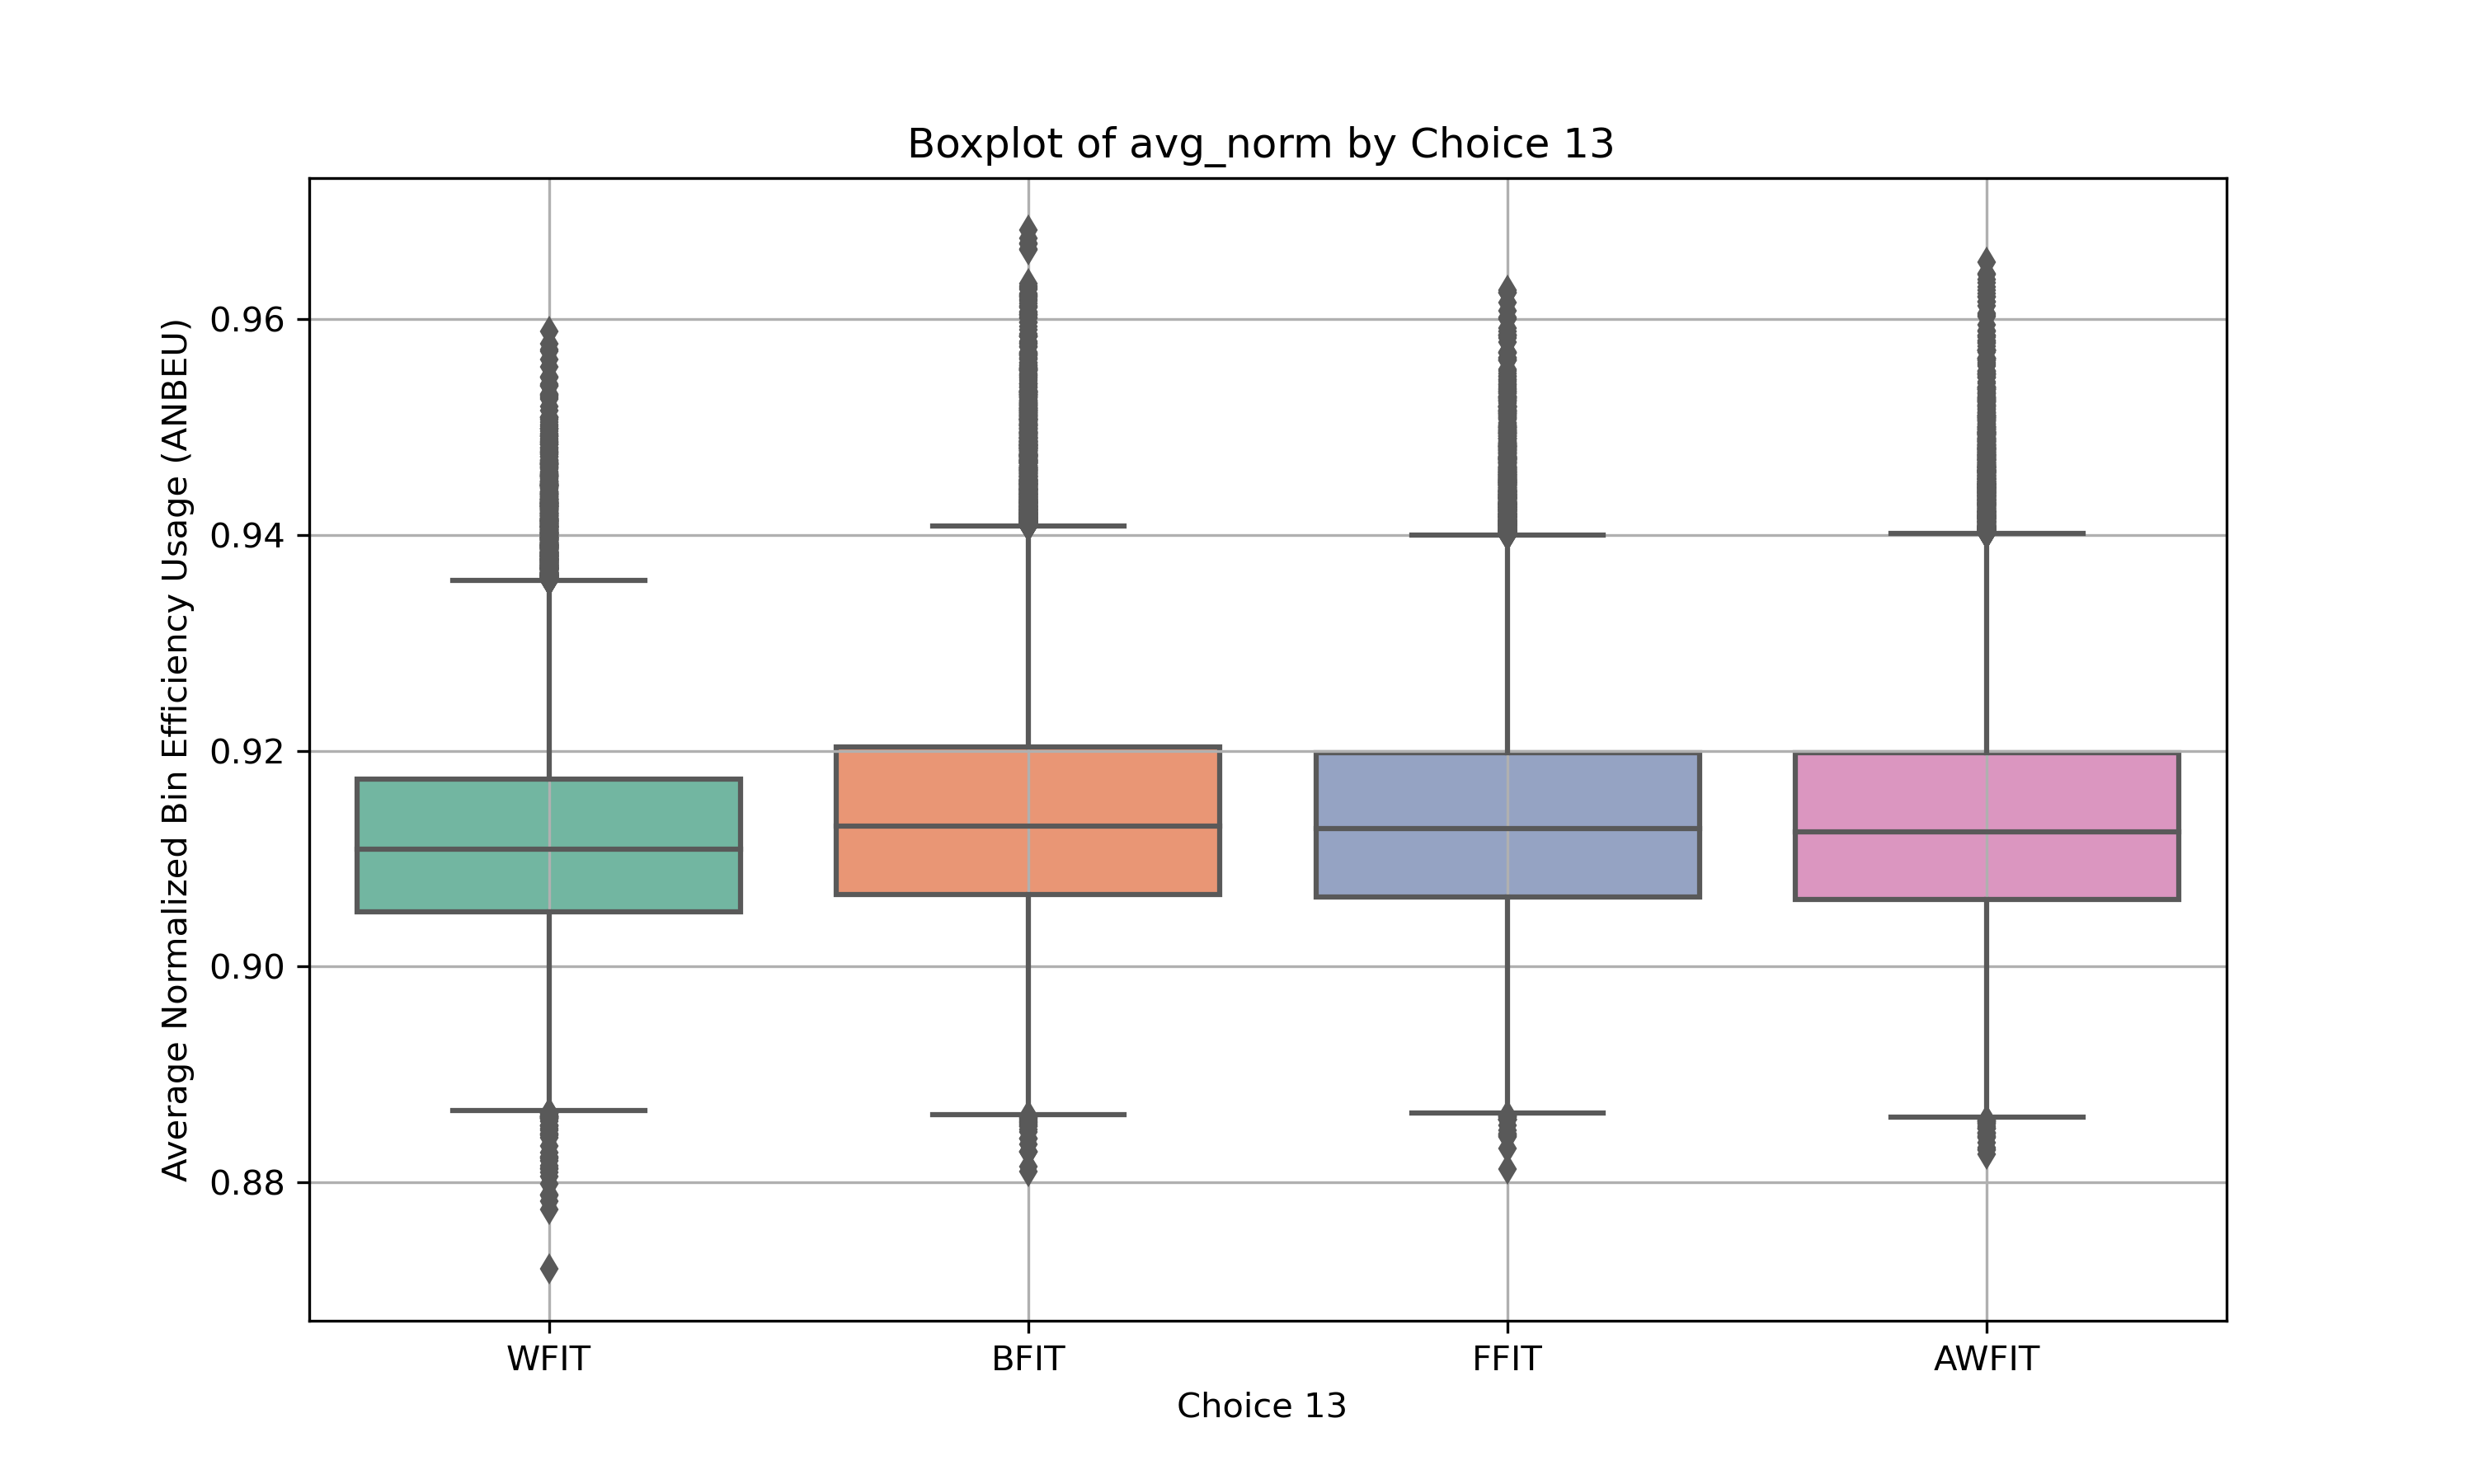 Boxplot of avg_norm by Choice 13
Average Normalized Bin Efficiency Usage (ANBEU)
0.96
0.94
0.92
0.90
0.88
WFIT
BFIT
FFIT
AWFIT
Choice 13